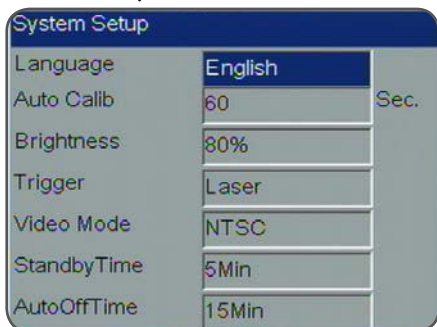 System Setup
Language English
Auto Calib 60 Sec.
Brightness 80%
Trigger Laser
Video Mode NTSC
StandbyTime 5Min
AutoOffTime 15Min